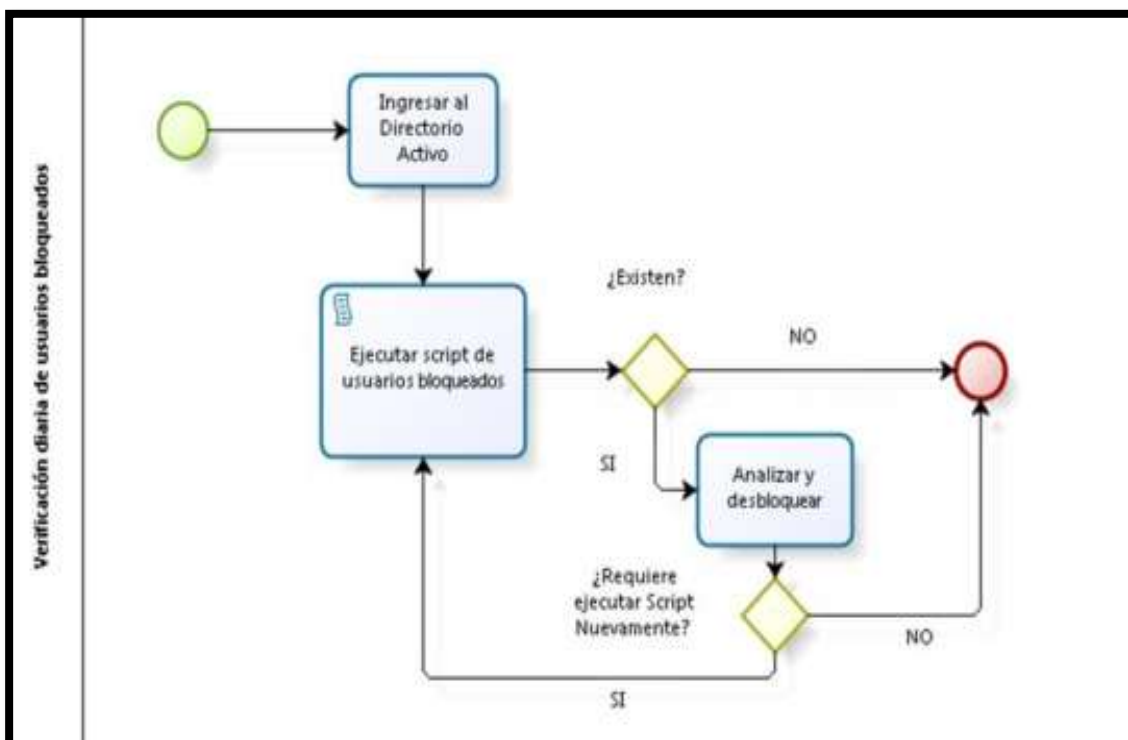 Verificación diaria de usuarios bloqueados
Ingresar al
Directorio
Activo
Ejecutar script de
usuarios bloqueados
¿Existen?
NO
SI
Analizar y
desbloquear
¿Requiere
ejecutar Script
Nuevamente?
NO
SI